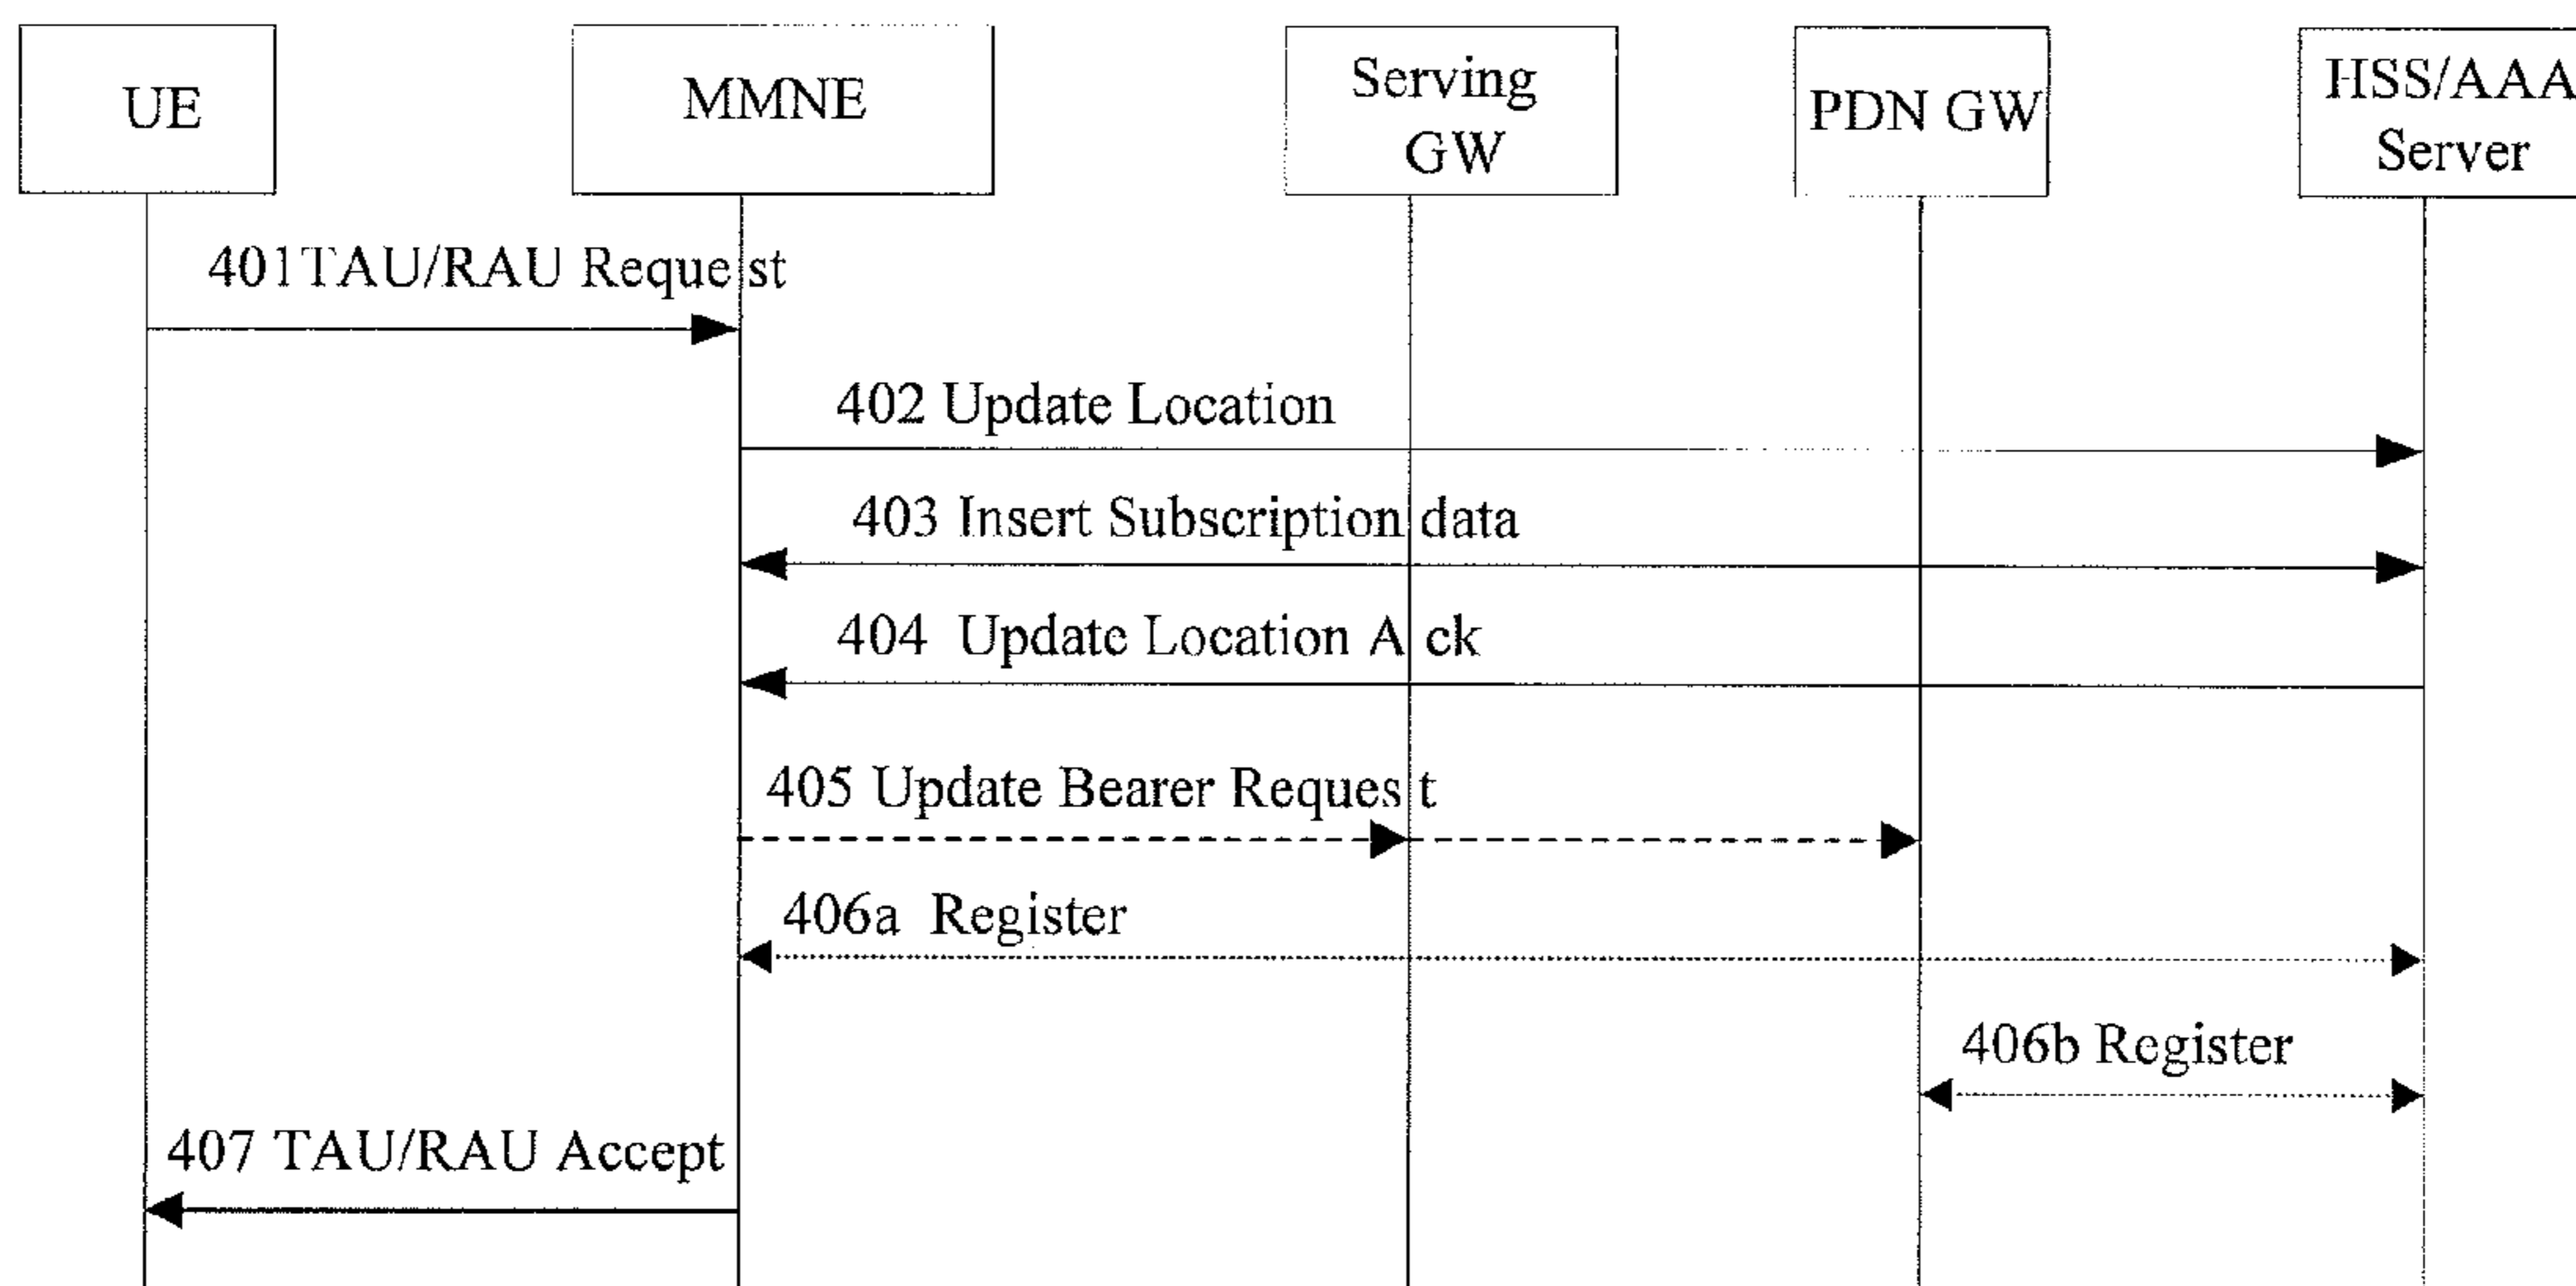 UE
MMNE
Serving
GW
PDN GW
HSS/AAA
Server
401TAU/RAU Request
402 Update Location
403 Insert Subscription data
404 Update Location Ack
405 Update Bearer Request
406a Register
406b Register
407 TAU/RAU Accept